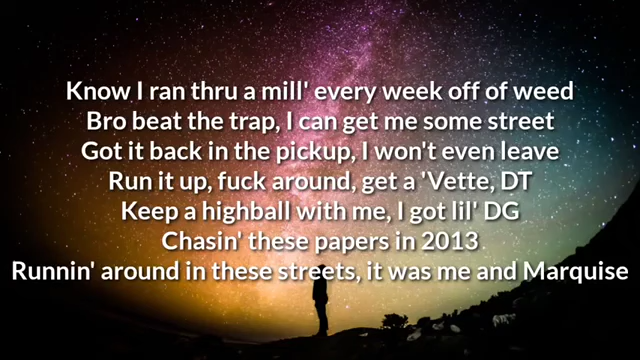 Know I ran thru a mill' every week off of weed
Bro beat the trap, I can get me some street
Got it back in the pickup, I won't even leave
Run it up, fuck around, get a 'Vette, DT
Keep a highball with me, I got lil' DG
Chasin' these papers in 2013
Runnin' around in these streets, it was me and Marquise